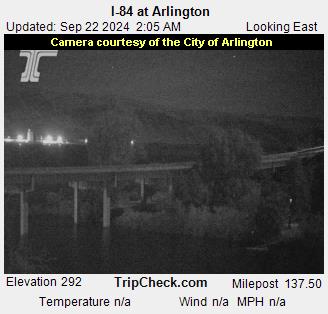 I-84 at Arlington
Updated: Sep 22 2024 2:05 AM Looking East
Camera courtesy of the City of Arlington
Elevation 292 TripCheck.com Milepost 137.50
Temperature n/a Wind n/a MPH n/a